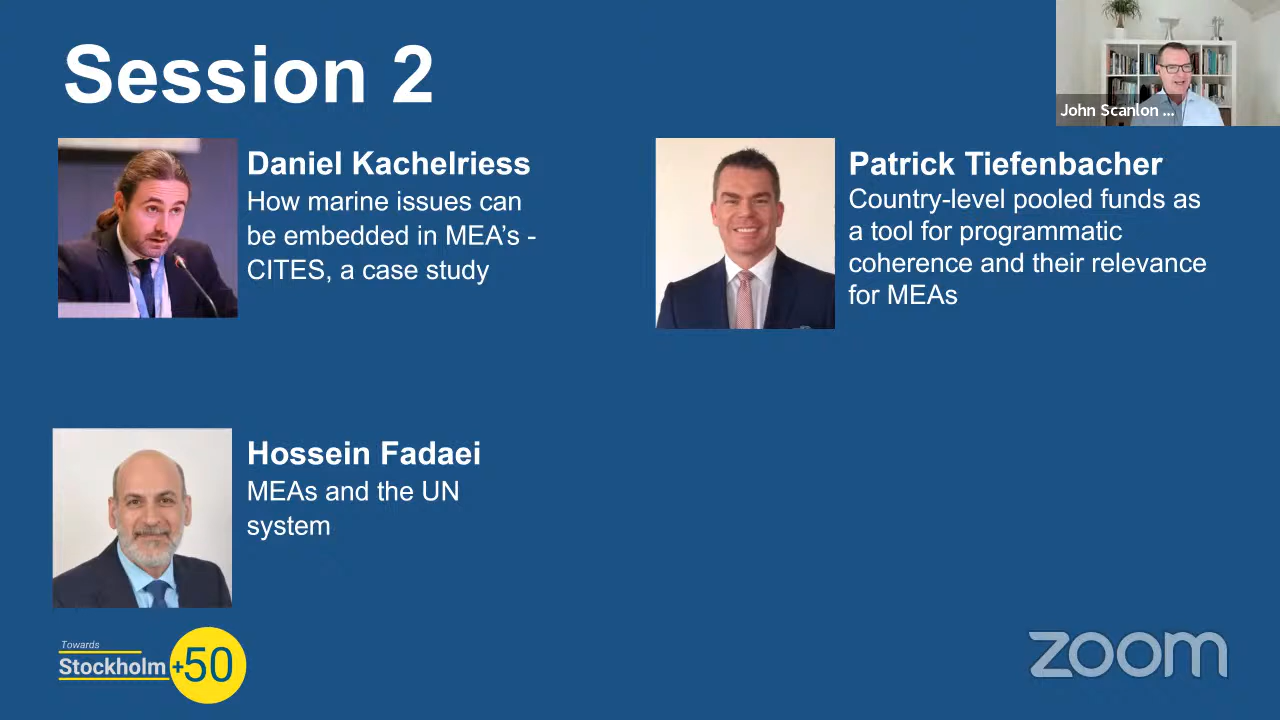 Session 2
John Scanlon ...
Daniel Kachelriess
How marine issues can
be embedded in MEA’s -
CITES, a case study
Patrick Tiefenbacher
Country-level pooled funds as
a tool for programmatic
coherence and their relevance
for MEAs
Hossein Fadaei
MEAs and the UN
system
Towards
Stockholm+50
zoom